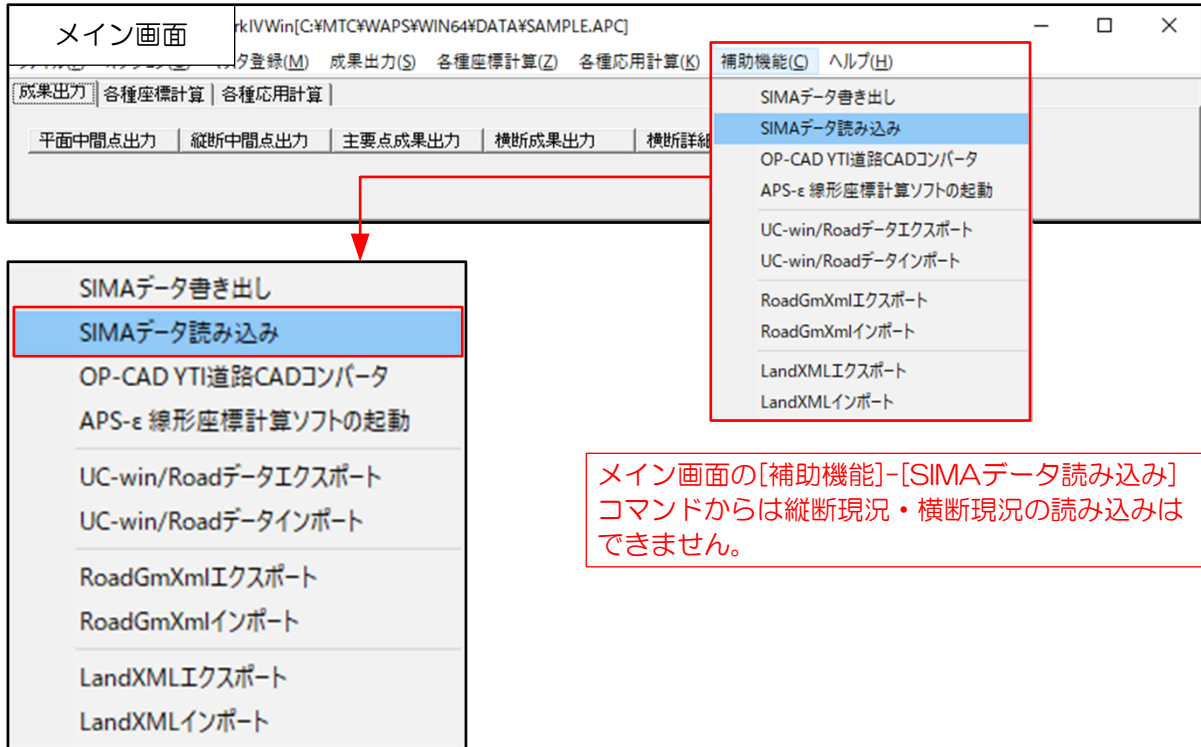 メイン画面
rkIVWin[C:¥MTC¥WAPS¥WIN64¥DATA¥SAMPLE.APC]
タ登録(M) 成果出力(S) 各種座標計算(Z) 各種応用計算(K) 補助機能(C) ヘルプ(H)
成果出力 各種座標計算 各種応用計算
平面中間点出力 縦断中間点出力 主要点成果出力 横断成果出力 横断詳細
SIMAデータ書き出し
SIMAデータ読み込み
OP-CAD YTI道路CADコンバータ
APS-ε 線形座標計算ソフトの起動
UC-win/Roadデータエクスポート
UC-win/Roadデータインポート
RoadGmXmlエクスポート
RoadGmXmlインポート
LandXMLエクスポート
LandXMLインポート
SIMAデータ書き出し
SIMAデータ読み込み
OP-CAD YTI道路CADコンバータ
APS-ε 線形座標計算ソフトの起動
UC-win/Roadデータエクスポート
UC-win/Roadデータインポート
RoadGmXmlエクスポート
RoadGmXmlインポート
LandXMLエクスポート
LandXMLインポート
メイン画面の[補助機能]-[SIMAデータ読み込み]
コマンドからは縦断現況・横断現況の読み込みは
できません。